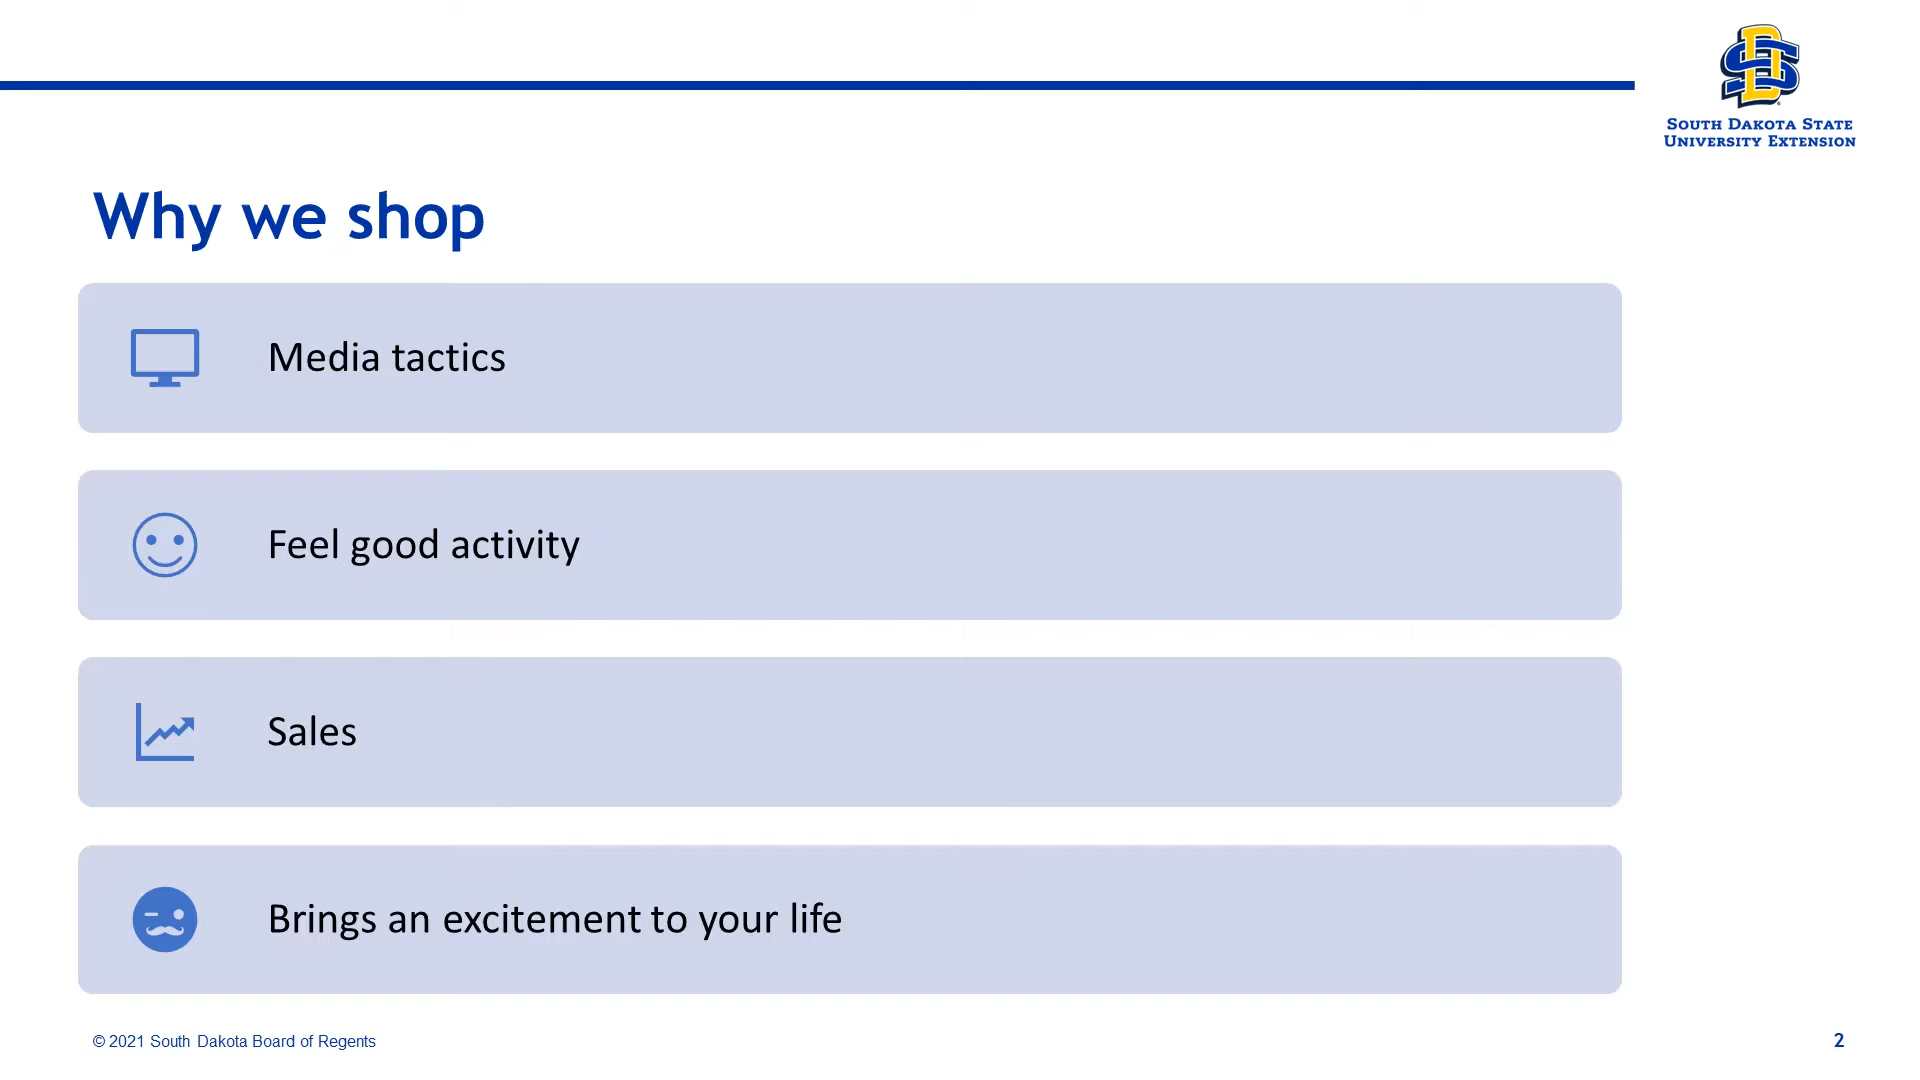 South Dakota State
University Extension
Why we shop
Media tactics
Feel good activity
Sales
Brings an excitement to your life
© 2021 South Dakota Board of Regents
2